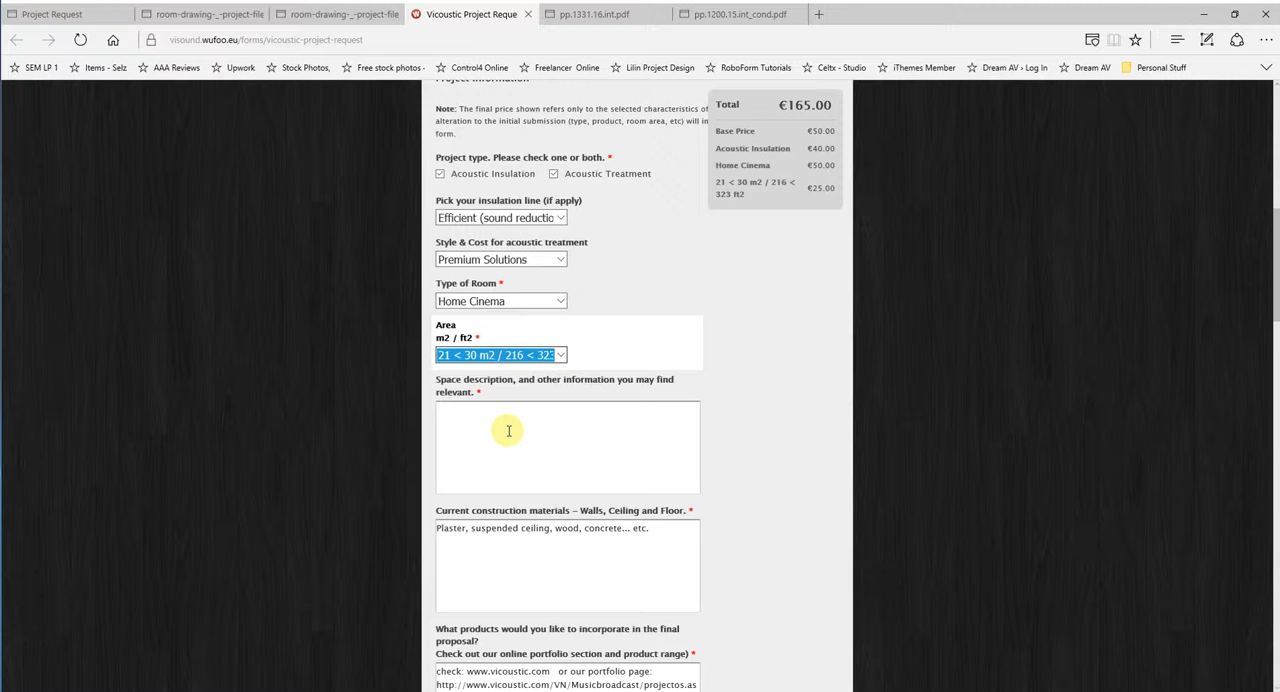 Project Request
room-drawing-_-project-file
room-drawing-_-project-file
Vicoustic Project Reque
pp.1331.16.int.pdf
pp.1200.15.int_cond.pdf
visound.wufoo.eu/forms/vicoustic-project-request
SEM LP 1
Items - Selz
AAA Reviews
Upwork
Stock Photos,
Free stock photos -
Control4 Online
Freelancer Online
Lilin Project Design
RoboForm Tutorials
Celtx - Studio
iThemes Member
Dream AV › Log In
Dream AV
Personal Stuff
Project Information
Note: The final price shown refers only to the selected characteristics of
alteration to the initial submission (type, product, room area, etc) will in
form.
Total €165.00
Base Price €50.00
Acoustic Insulation €40.00
Home Cinema €50.00
21 < 30 m2 / 216 < €25.00
323 ft2
Project type. Please check one or both. *
Acoustic Insulation Acoustic Treatment
Pick your insulation line (if apply)
Efficient (sound reductio
Style & Cost for acoustic treatment
Premium Solutions
Type of Room *
Home Cinema
Area
m2 / ft2 *
21 < 30 m2 / 216 < 323
Space description, and other information you may find
relevant. *
Current construction materials – Walls, Ceiling and Floor. *
Plaster, suspended ceiling, wood, concrete... etc.
What products would you like to incorporate in the final
proposal?
Check out our online portfolio section and product range) *
check: www.vicoustic.com or our portfolio page:
http://www.vicoustic.com/VN/Musicbroadcast/projectos.as